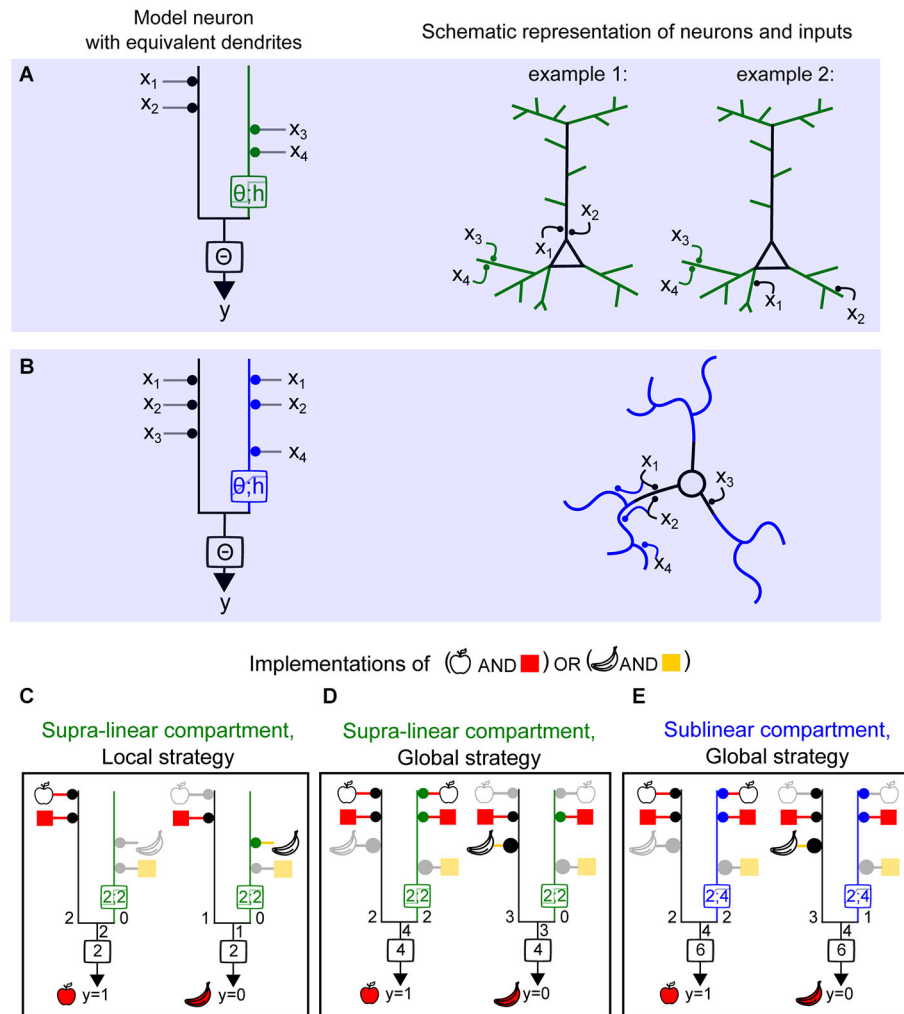 Model neuron
with equivalent dendrites
Schematic representation of neurons and inputs
A
x1
x2
x3
x4
θ;h
Θ
y
example 1:
x2
x1
x3
x4
example 2:
x3
x4
x1
x2
B
x1
x2
x3
x1
x2
x4
θ;h
Θ
y
x1
x3
x2
x4
Implementations of ( AND ) OR ( AND )
C
Supra-linear compartment,
Local strategy
2;2
2 0
2
2
y=1
2;2
1 0
1
2
y=0
D
Supra-linear compartment,
Global strategy
2;2
2 2
4
4
y=1
2;2
3 0
3
4
y=0
E
Sublinear compartment,
Global strategy
2;4
2 2
4
6
y=1
2;4
3 1
4
6
y=0